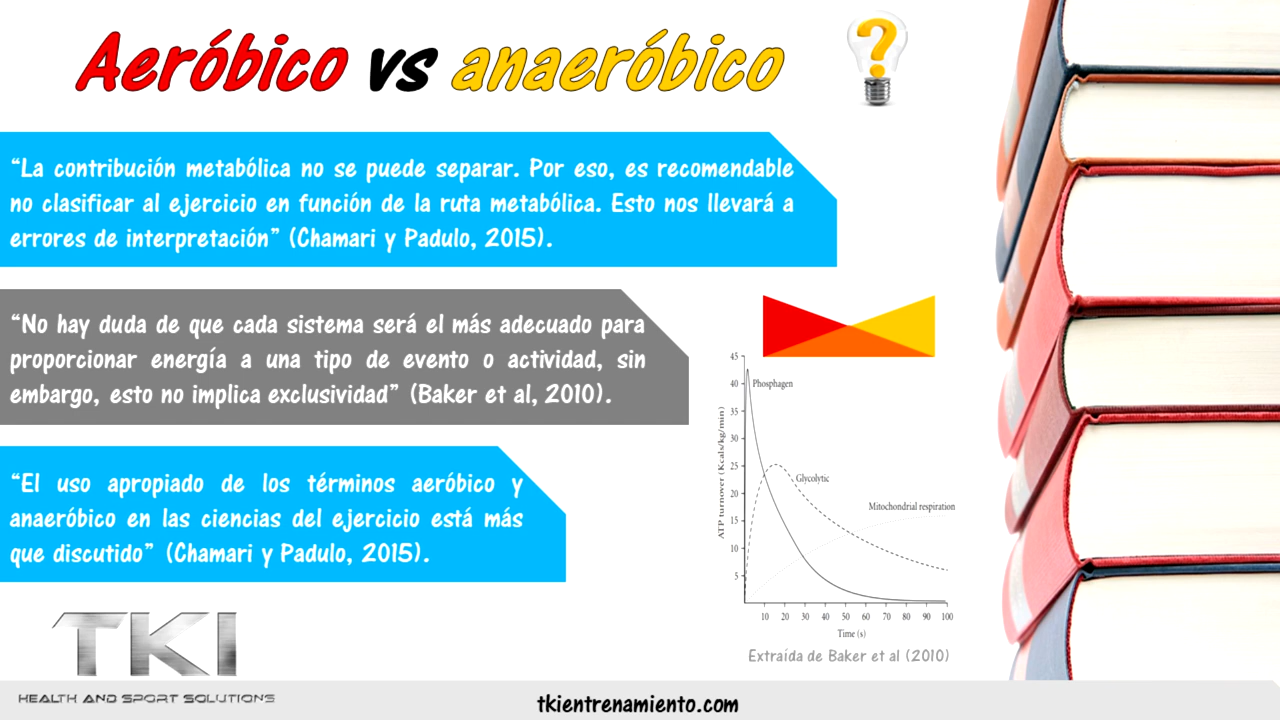 Aeróbico vs anaeróbico
?
“La contribución metabólica no se puede separar. Por eso, es recomendable
no clasificar al ejercicio en función de la ruta metabólica. Esto nos llevará a
errores de interpretación” (Chamari y Padulo, 2015).
“No hay duda de que cada sistema será el más adecuado para
proporcionar energía a una tipo de evento o actividad, sin
embargo, esto no implica exclusividad” (Baker et al, 2010).
“El uso apropiado de los términos aeróbico y
anaeróbico en las ciencias del ejercicio está más
que discutido” (Chamari y Padulo, 2015).
ATP turnover (Kcals/kg/min)
45
40
35
30
25
20
15
10
5
Phosphagen
Glycolytic
Mitochondrial respiration
10 20 30 40 50 60 70 80 90 100
Time (s)
Extraída de Baker et al (2010)
TKI
HEALTH AND SPORT SOLUTIONS
tkientrenamiento.com